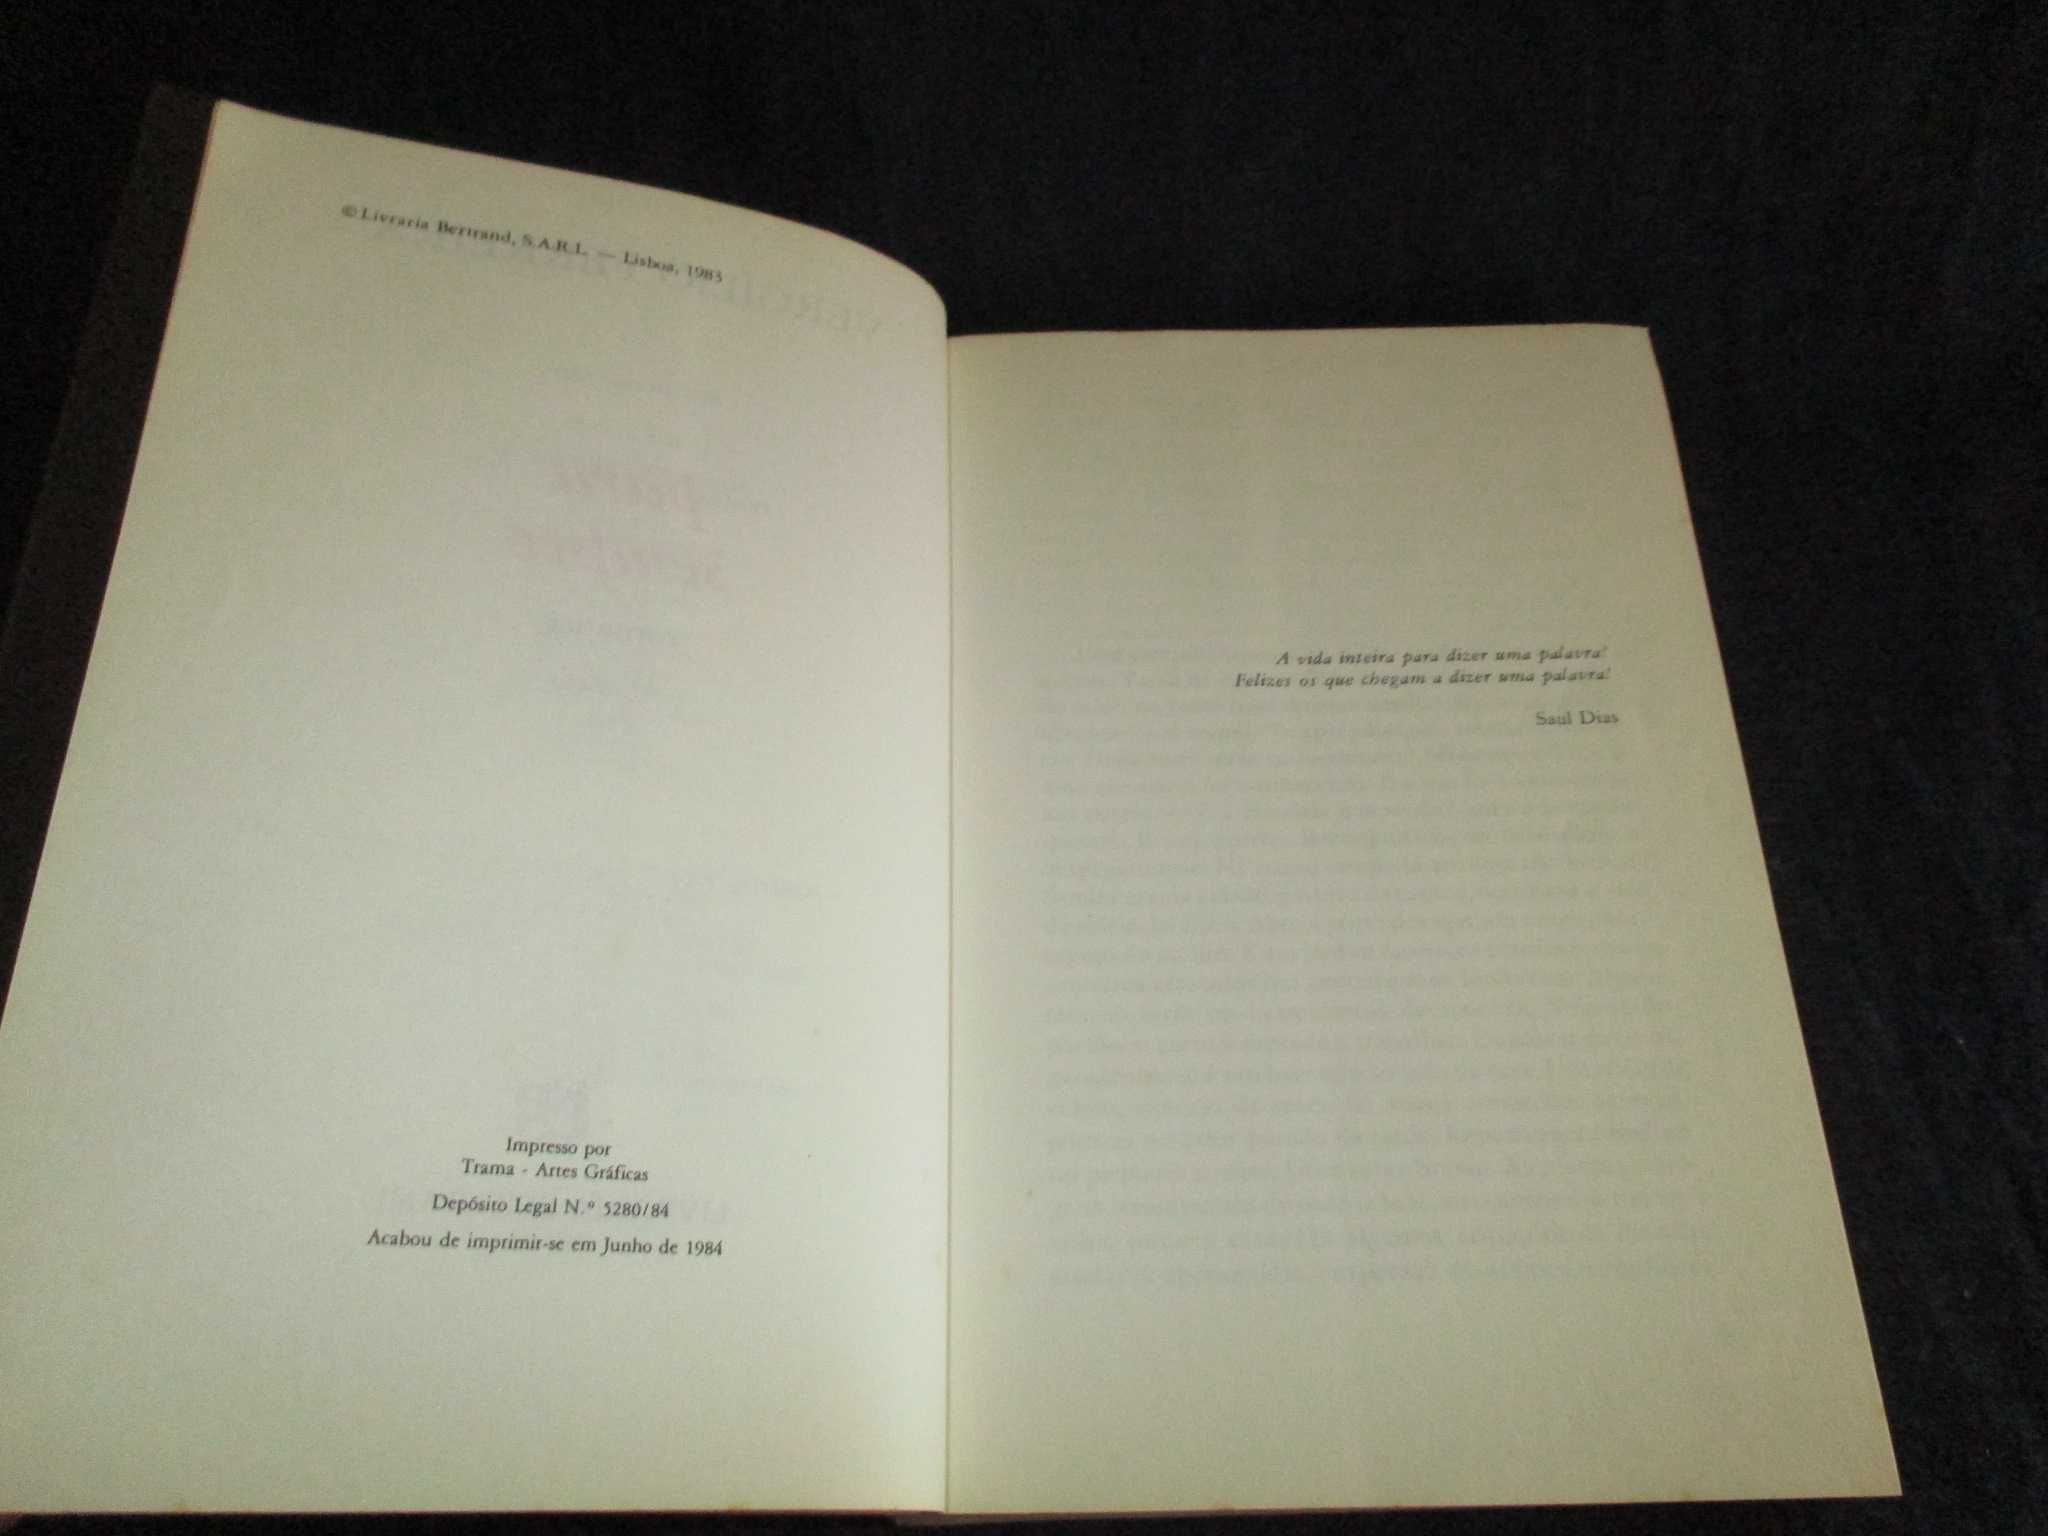 © Livraria Bertrand, S.A.R.L. — Lisboa, 1983
Impresso por
Trama - Artes Gráficas
Depósito Legal N.º 5280/84
Acabou de imprimir-se em Junho de 1984
A vida inteira para dizer uma palavra!
Felizes os que chegam a dizer uma palavra!
Saul Dias